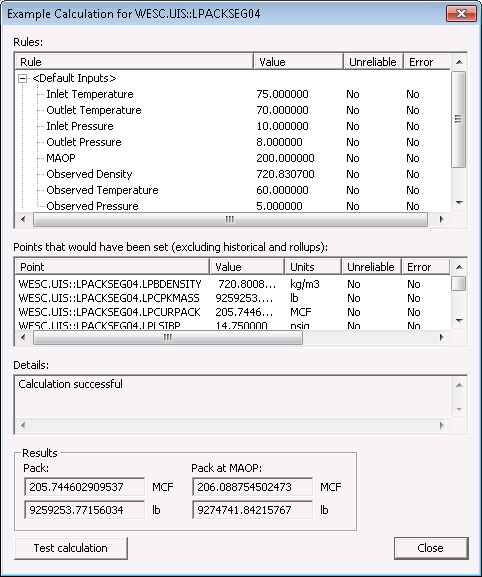 Example Calculation for WESC.UIS::LPACKSEG04
Rules:
Rule Value Unreliable Error
<Default Inputs>
Inlet Temperature 75.000000 No No
Outlet Temperature 70.000000 No No
Inlet Pressure 10.000000 No No
Outlet Pressure 8.000000 No No
MAOP 200.000000 No No
Observed Density 720.830700 No No
Observed Temperature 60.000000 No No
Observed Pressure 5.000000 No No
Points that would have been set (excluding historical and rollups):
Point Value Units Unreliable Error
WESC.UIS::LPACKSEG04.LPBDENSITY 720.8008... kg/m3 No No
WESC.UIS::LPACKSEG04.LPCPKMASS 9259253.... lb No No
WESC.UIS::LPACKSEG04.LPCURPACK 205.7446... MCF No No
WESC.UIS::LPACKSEG04.LPLSIBP 14.750000 psig No No
Details:
Calculation successful
Results
Pack: Pack at MAOP:
205.744602909537 MCF 206.088754502473 MCF
9259253.77156034 lb 9274741.84215767 lb
Test calculation Close